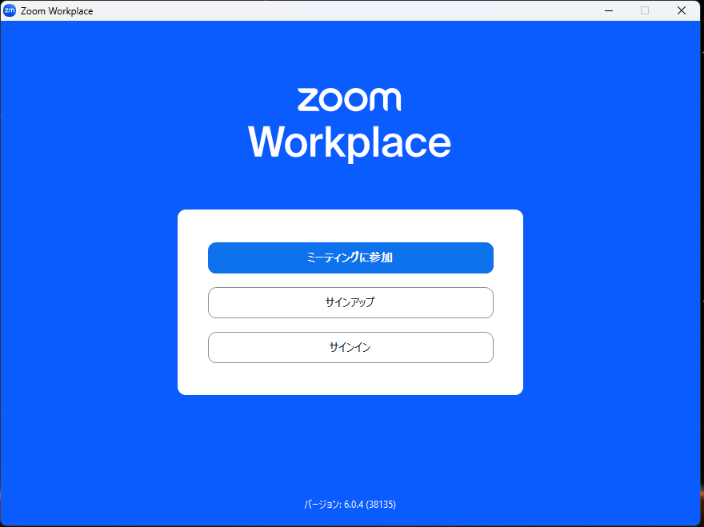 zm Zoom Workplace
zoom
Workplace
ミーティングに参加
サインアップ
サインイン
バージョン: 6.0.4 (38135)